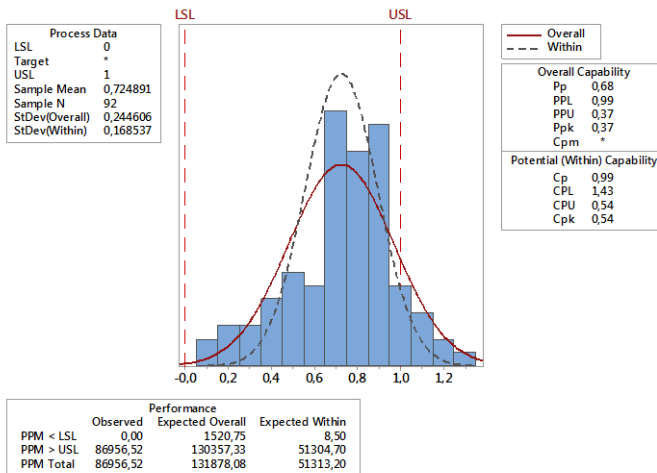 LSL USL
Process Data
LSL 0
Target *
USL 1
Sample Mean 0,724891
Sample N 92
StDev(Overall) 0,244606
StDev(Within) 0,168537
Overall
Within
Overall Capability
Pp 0,68
PPL 0,99
PPU 0,37
Ppk 0,37
Cpm *
Potential (Within) Capability
Cp 0,99
CPL 1,43
CPU 0,54
Cpk 0,54
-0,0 0,2 0,4 0,6 0,8 1,0 1,2
Performance
Observed Expected Overall Expected Within
PPM < LSL 0,00 1520,75 8,50
PPM > USL 86956,52 130357,33 51304,70
PPM Total 86956,52 131878,08 51313,20